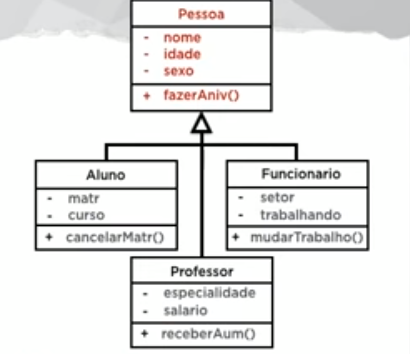 Pessoa
- nome
- idade
- sexo
+ fazerAniv()
Aluno
- matr
- curso
+ cancelarMatr()
Funcionario
- setor
- trabalhando
+ mudarTrabalho()
Professor
- especialidade
- salario
+ receberAum()